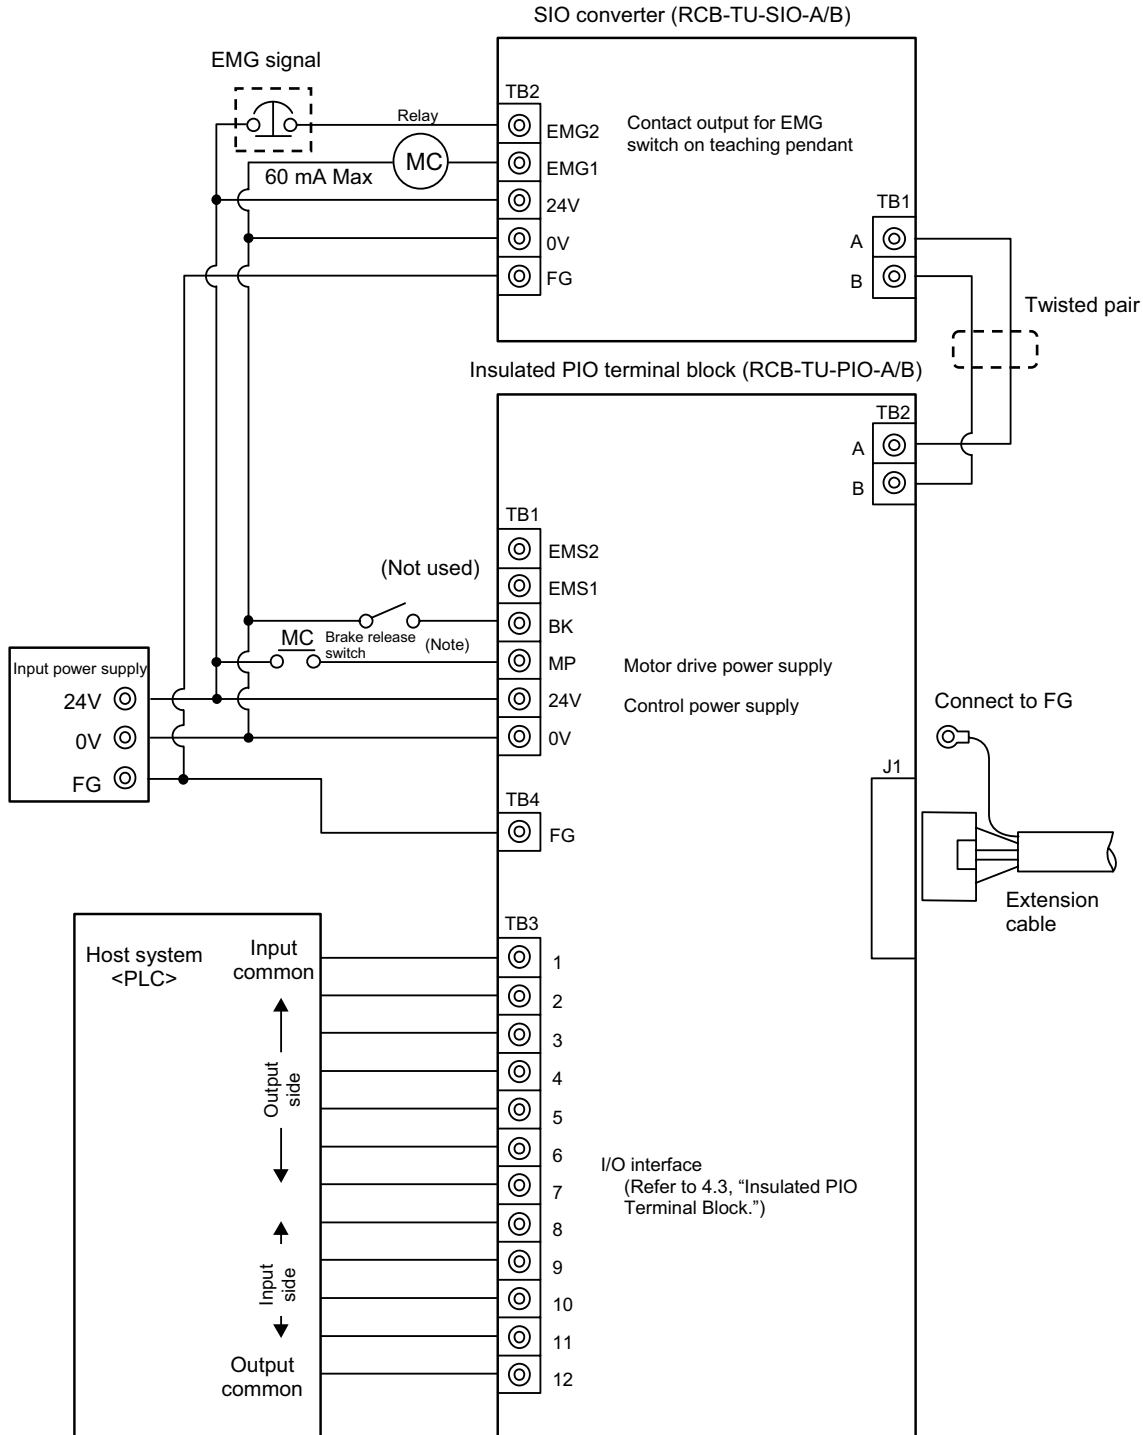 SIO converter (RCB-TU-SIO-A/B)
EMG signal
TB2
Relay
EMG2
Contact output for EMG
switch on teaching pendant
MC
EMG1
60 mA Max
24V
TB1
0V
A
FG
B
Twisted pair
Insulated PIO terminal block (RCB-TU-PIO-A/B)
TB2
A
B
TB1
EMS2
(Not used)
EMS1
BK
MC
Brake release
switch
(Note)
MP
Motor drive power supply
Input power supply
24V
24V
Control power supply
Connect to FG
0V
0V
J1
FG
TB4
FG
Extension
cable
TB3
Host system
<PLC>
Input
common
1
2
3
Output
side
4
5
6
I/O interface
(Refer to 4.3, “Insulated PIO
Terminal Block.”)
7
8
Input
side
9
10
11
Output
common
12